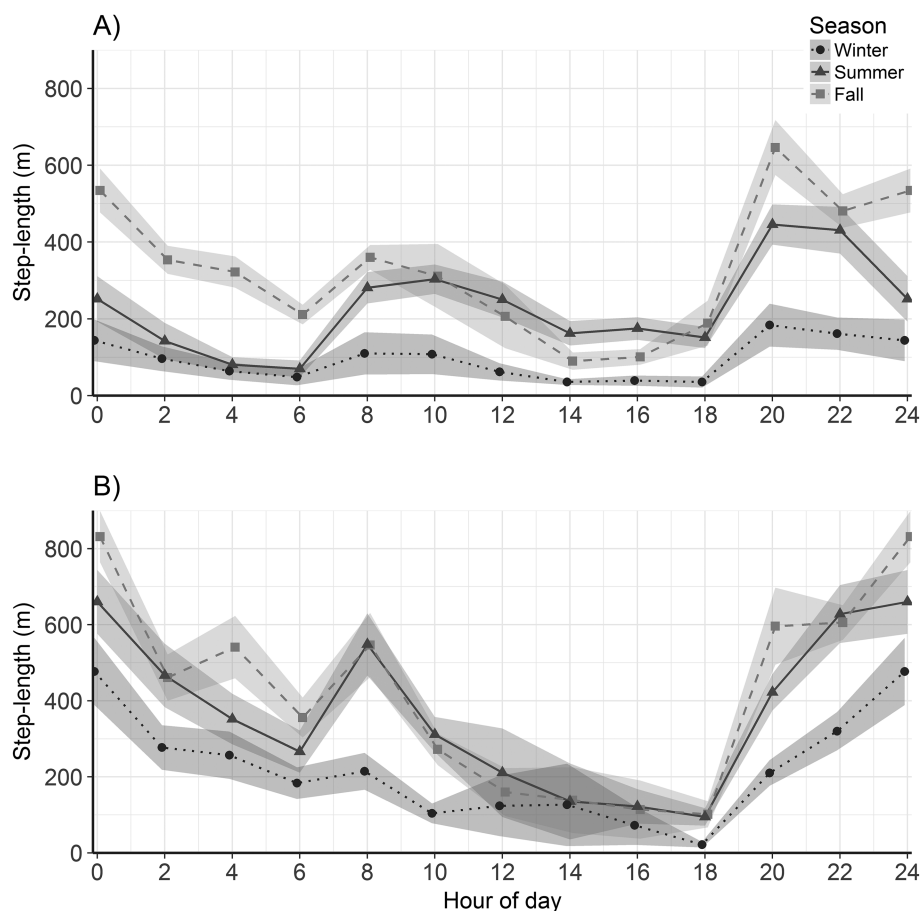 A)
Season
Winter
Summer
Fall
Step-length (m)
800
600
400
200
0
0 2 4 6 8 10 12 14 16 18 20 22 24
B)
Step-length (m)
800
600
400
200
0
0 2 4 6 8 10 12 14 16 18 20 22 24
Hour of day